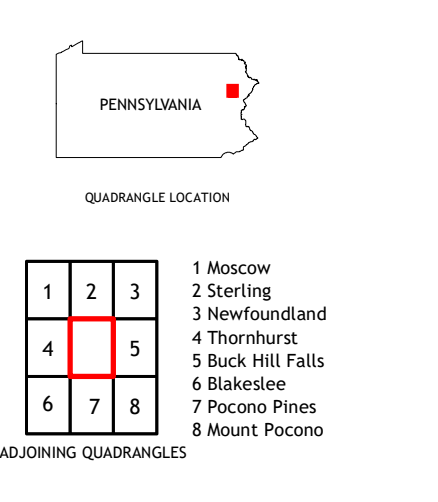 PENNSYLVANIA
QUADRANGLE LOCATION
1 2 3
4 5
6 7 8
1 Moscow
2 Sterling
3 Newfoundland
4 Thornhurst
5 Buck Hill Falls
6 Blakeslee
7 Pocono Pines
8 Mount Pocono
ADJOINING QUADRANGLES